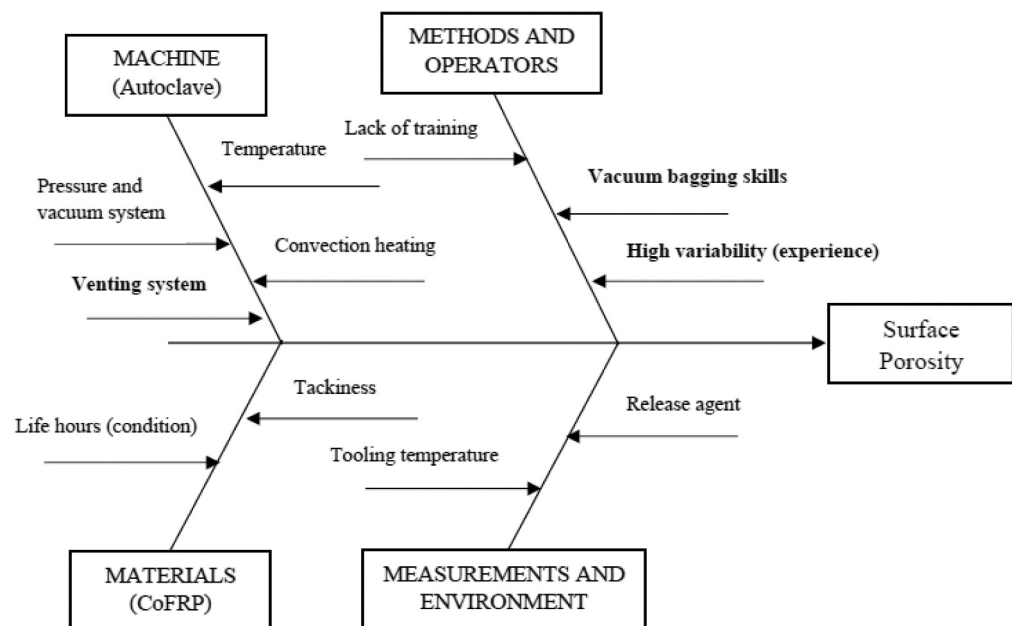 MACHINE
(Autoclave)
METHODS AND
OPERATORS
Lack of training
Temperature
Pressure and
vacuum system
Vacuum bagging skills
Convection heating
High variability (experience)
Venting system
Surface
Porosity
Tackiness
Release agent
Life hours (condition)
Tooling temperature
MATERIALS
(CoFRP)
MEASUREMENTS AND
ENVIRONMENT